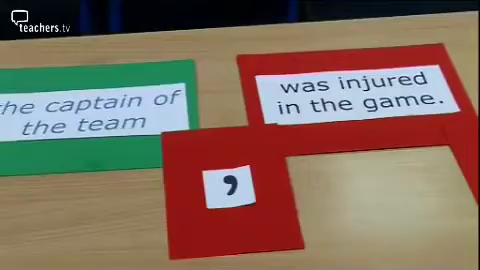 teachers.tv
the captain of
the team
was injured
in the game.
,